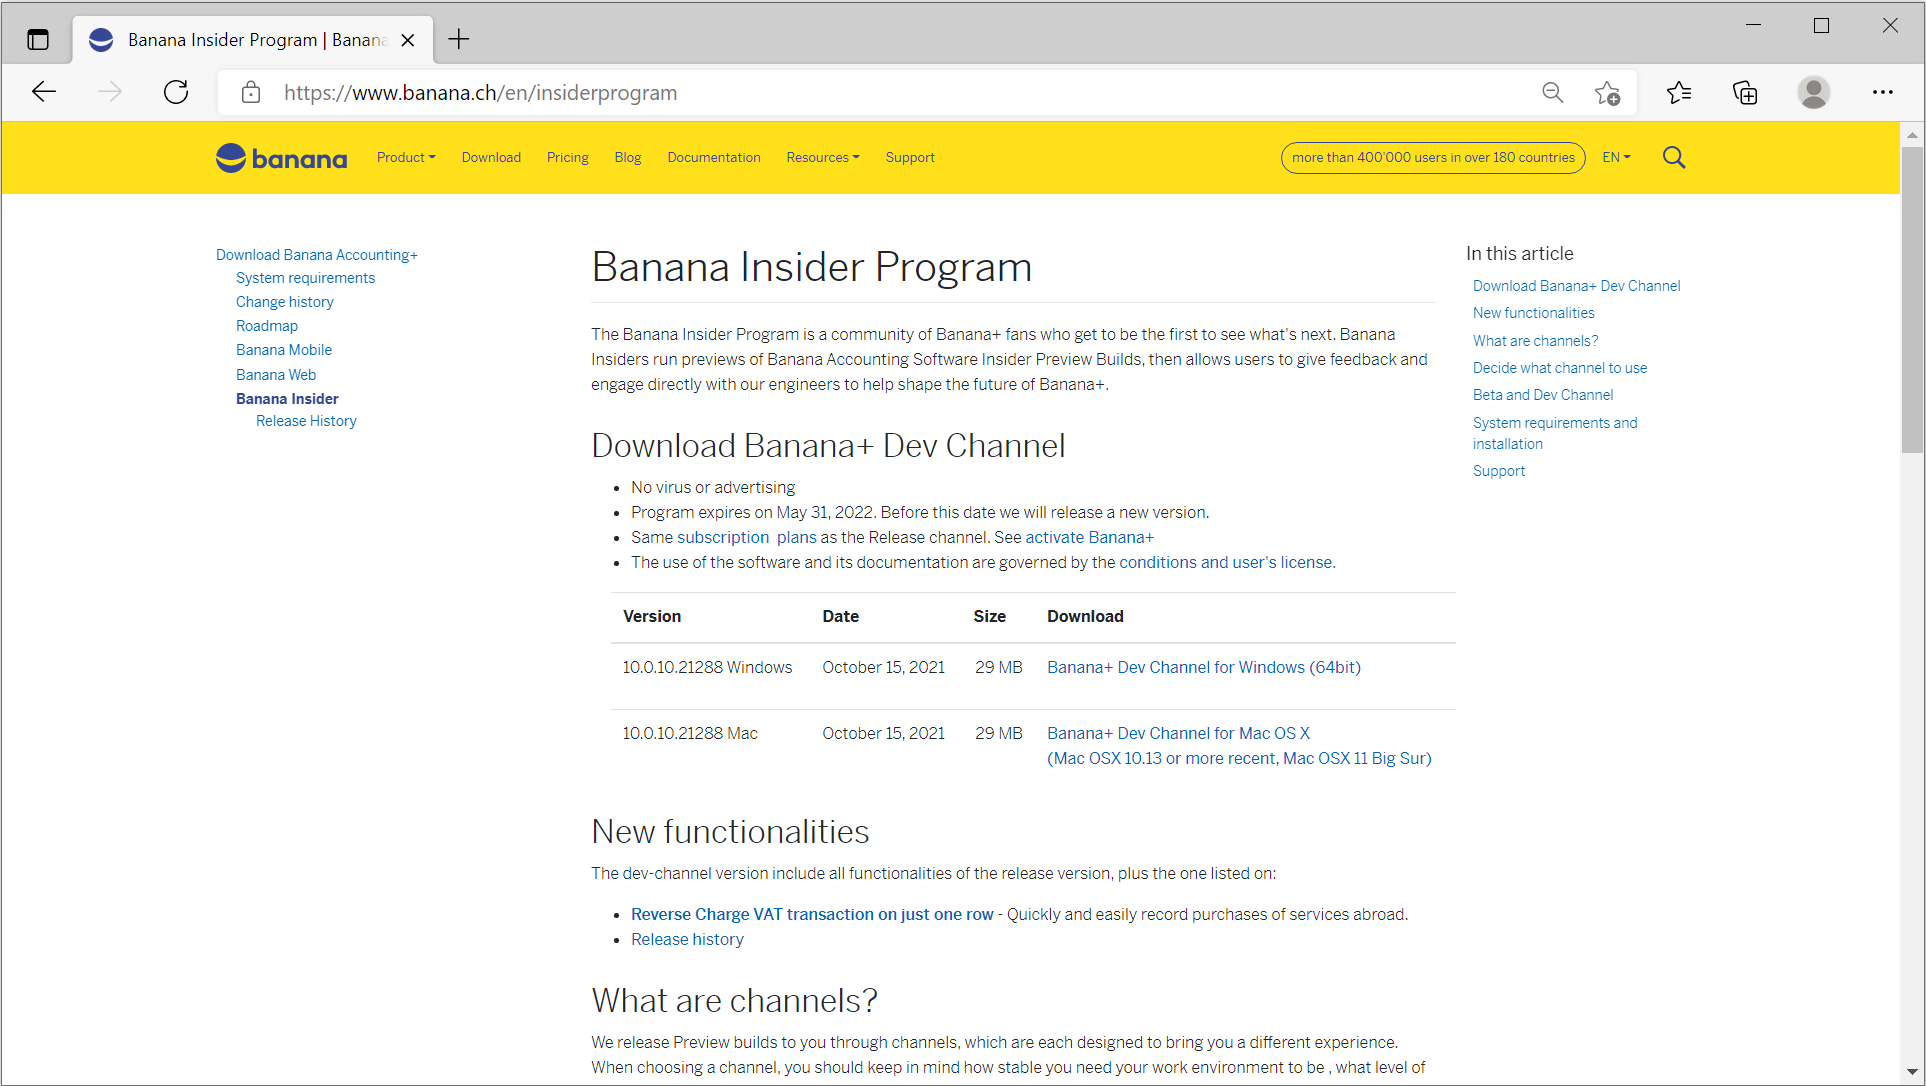 Banana Insider Program | Banana
https://www.banana.ch/en/insiderprogram
banana
Product
Download
Pricing
Blog
Documentation
Resources
Support
more than 400'000 users in over 180 countries
EN
Download Banana Accounting+
System requirements
Change history
Roadmap
Banana Mobile
Banana Web
Banana Insider
Release History
Banana Insider Program
The Banana Insider Program is a community of Banana+ fans who get to be the first to see what's next. Banana
Insiders run previews of Banana Accounting Software Insider Preview Builds, then allows users to give feedback and
engage directly with our engineers to help shape the future of Banana+.
Download Banana+ Dev Channel
No virus or advertising
Program expires on May 31, 2022. Before this date we will release a new version.
Same subscription plans as the Release channel. See activate Banana+
The use of the software and its documentation are governed by the conditions and user's license.
Version Date Size Download
10.0.10.21288 Windows October 15, 2021 29 MB Banana+ Dev Channel for Windows (64bit)
10.0.10.21288 Mac October 15, 2021 29 MB Banana+ Dev Channel for Mac OS X
(Mac OSX 10.13 or more recent, Mac OSX 11 Big Sur)
New functionalities
The dev-channel version include all functionalities of the release version, plus the one listed on:
Reverse Charge VAT transaction on just one row - Quickly and easily record purchases of services abroad.
Release history
What are channels?
We release Preview builds to you through channels, which are each designed to bring you a different experience.
When choosing a channel, you should keep in mind how stable you need your work environment to be , what level of
In this article
Download Banana+ Dev Channel
New functionalities
What are channels?
Decide what channel to use
Beta and Dev Channel
System requirements and
installation
Support